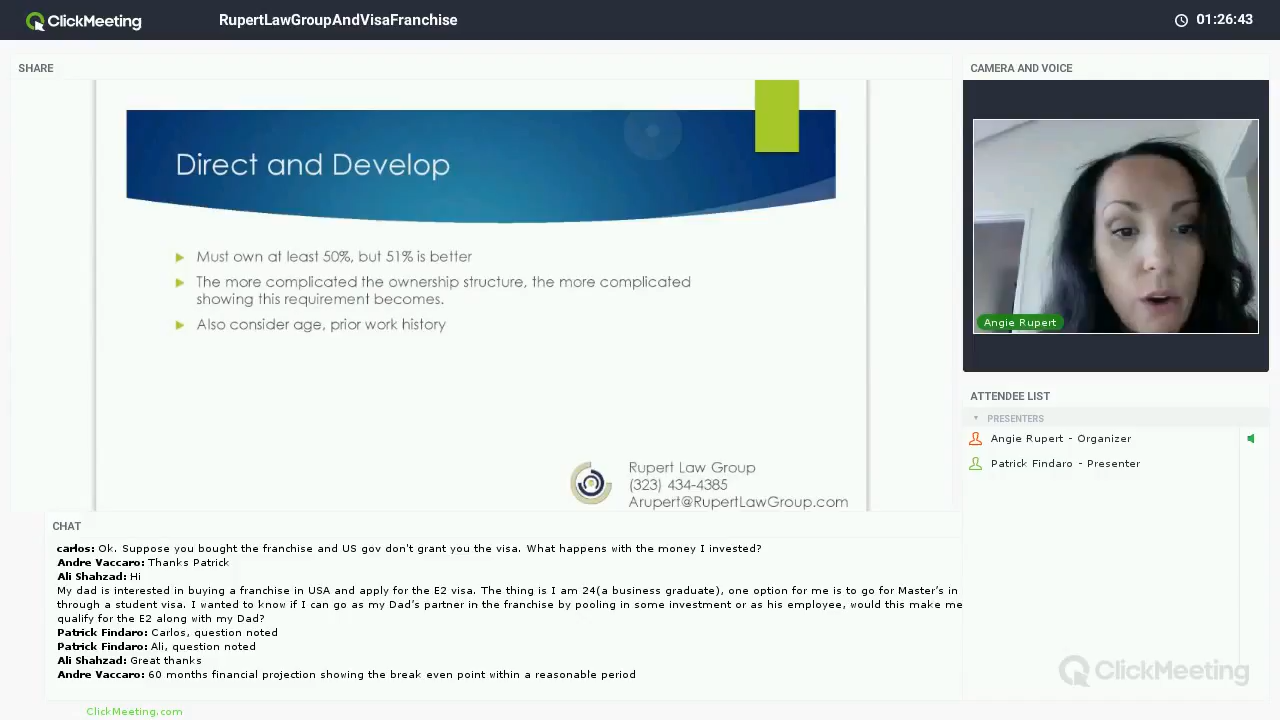 ClickMeeting
RupertLawGroupAndVisaFranchise
01:26:43
SHARE
Direct and Develop
Must own at least 50%, but 51% is better
The more complicated the ownership structure, the more complicated
showing this requirement becomes.
Also consider age, prior work history
Rupert Law Group
(323) 434-4385
Arupert@RupertLawGroup.com
CAMERA AND VOICE
Angie Rupert
ATTENDEE LIST
PRESENTERS
Angie Rupert - Organizer
Patrick Findaro - Presenter
CHAT
carlos: Ok. Suppose you bought the franchise and US gov don't grant you the visa. What happens with the money I invested?
Andre Vaccaro: Thanks Patrick
Ali Shahzad: Hi
My dad is interested in buying a franchise in USA and apply for the E2 visa. The thing is I am 24(a business graduate), one option for me is to go for Master's in
through a student visa. I wanted to know if I can go as my Dad's partner in the franchise by pooling in some investment or as his employee, would this make me
qualify for the E2 along with my Dad?
Patrick Findaro: Carlos, question noted
Patrick Findaro: Ali, question noted
Ali Shahzad: Great thanks
Andre Vaccaro: 60 months financial projection showing the break even point within a reasonable period
ClickMeeting
ClickMeeting.com